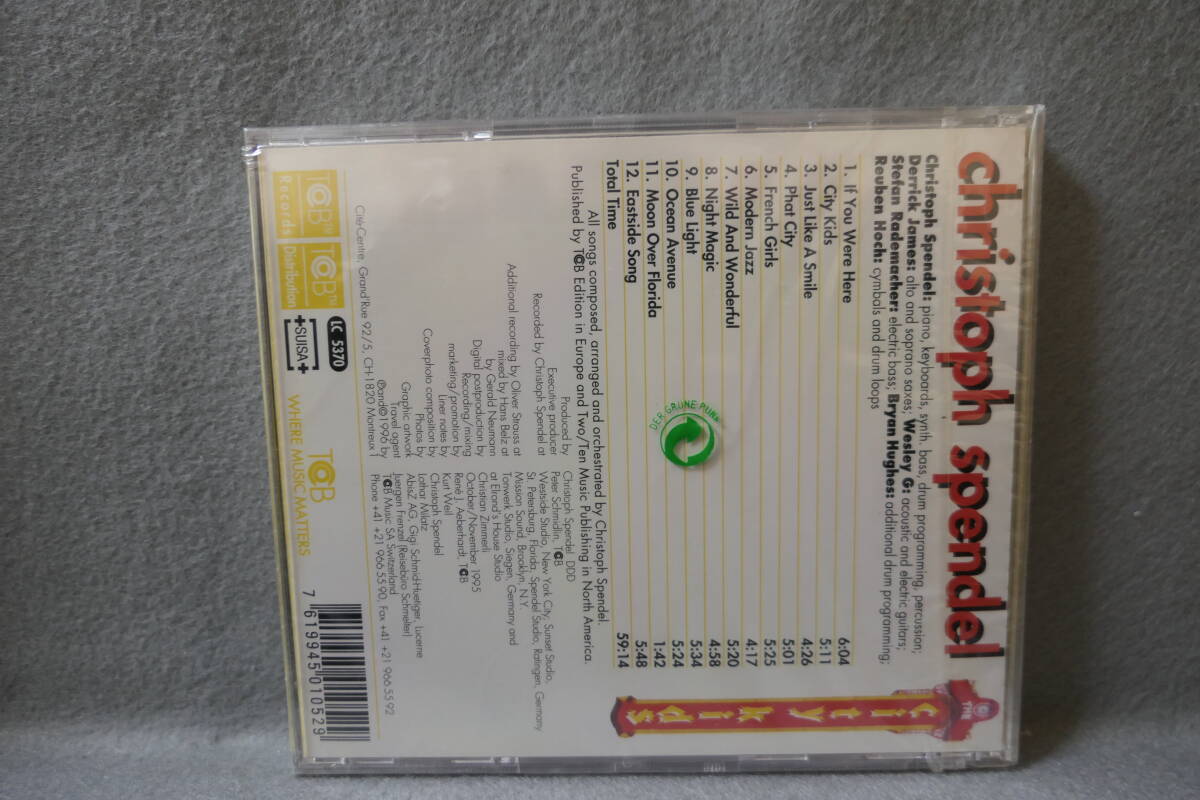 christoph spendel
THE
city kids
Christoph Spendel: piano, keyboards, synth. bass, drum programming, percussion;
Derrick James: alto and soprano saxes; Wesley G: acoustic and electric guitars;
Stefan Rademacher: electric bass; Bryan Hughes: additional drum programming;
Reuben Hoch: cymbals and drum loops
1. If You Were Here 6:04
2. City Kids 5:11
3. Just Like A Smile 4:26
4. Phat City 5:01
5. French Girls 5:25
6. Modern Jazz 4:17
7. Wild And Wonderful 5:20
8. Night Magic 4:58
9. Blue Light 5:34
10. Ocean Avenue 5:24
11. Moon Over Florida 1:42
12. Eastside Song 5:48
Total Time 59:14
DER GRÜNE PUNKT
All songs composed, arranged and orchestrated by Christoph Spendel.
Published by TCB Edition in Europe and Two/Ten Music Publishing in North America.
Produced by Christoph Spendel DDD
Executive producer Peter Schmidlin, TCB
Recorded by Christoph Spendel at Westside Studio, New York City, Sunset Studio,
St. Petersburg, Florida, Spendel Studio, Ratingen, Germany
Additional recording by Oliver Strauss at Mission Sound, Brooklyn, N.Y.
mixed by Hans Belz at Tonwerk Studio, Siegen, Germany and
by Gerald Neumann at Elfrand's House Studio
Digital postproduction by Christian Zimmerli
Recording/mixing October/November 1995
marketing/promotion by René J. Aeberhardt, TCB
Liner notes by Kurt Weil
Coverphoto composition by Christoph Spendel
Photos by Lothar Milatz
Graphic artwork AbisZ AG, Gigi Schmid-Huetiger, Lucerne
Travel agent Juergen Frenzel (Reisebüro Schmelter)
℗and©1996 by TCB Music SA Switzerland
Cité-Centre, Grand'Rue 92/5, CH-1820 Montreux I Phone +41 +21 966 55 90, Fax +41 +21 966 55 92
TCB™ Records
TCB™ Distribution
LC 5370
SUISA
TCB
WHERE MUSIC MATTERS
7 619945 010529